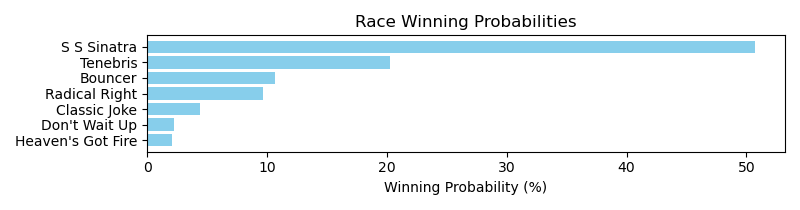 Race Winning Probabilities
S S Sinatra
Tenebris
Bouncer
Radical Right
Classic Joke
Don't Wait Up
Heaven's Got Fire
0 10 20 30 40 50
Winning Probability (%)